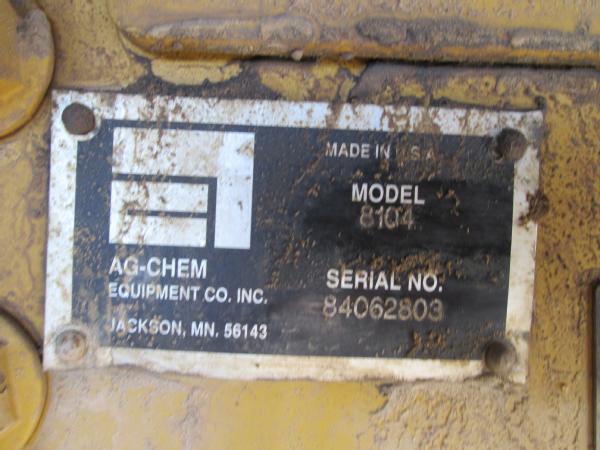 MADE IN U.S.A.
MODEL
8104
AG-CHEM
EQUIPMENT CO. INC.
JACKSON, MN. 56143
SERIAL NO.
84062803